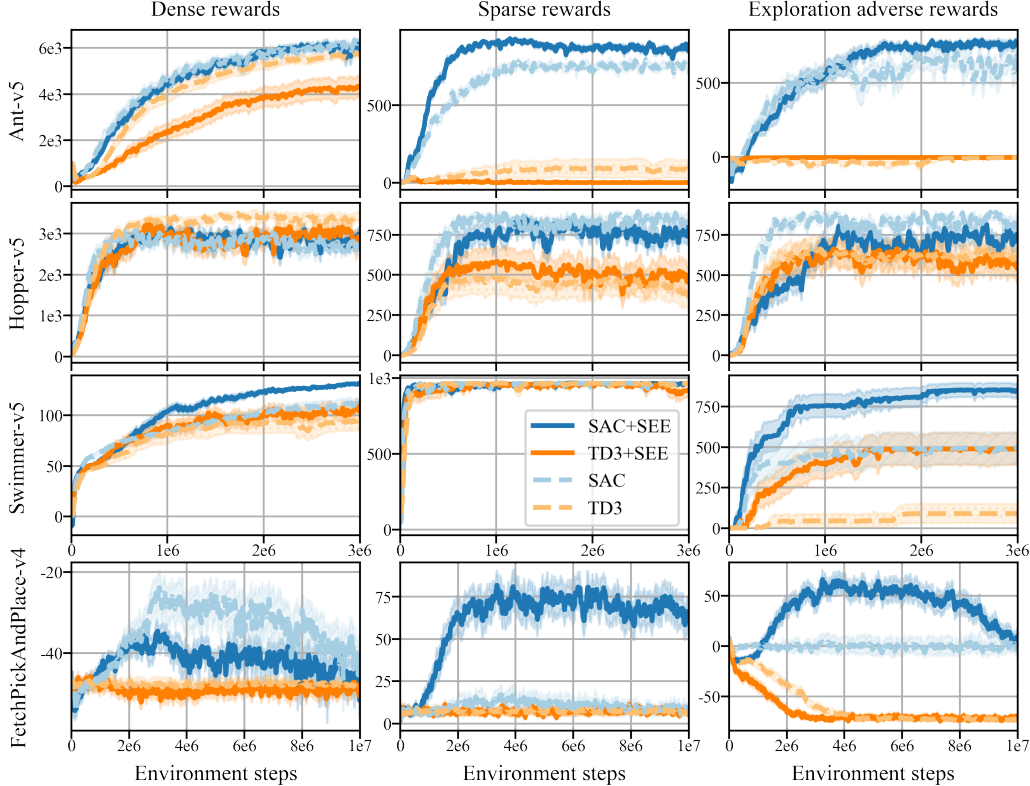 Dense rewards
Sparse rewards
Exploration adverse rewards
Ant-v5
6e3
4e3
2e3
0
500
0
500
0
Hopper-v5
3e3
2e3
1e3
0
750
500
250
0
750
500
250
0
Swimmer-v5
100
50
0
1e3
500
0
750
500
250
0
SAC+SEE
TD3+SEE
SAC
TD3
0 1e6 2e6 3e6
0 1e6 2e6 3e6
0 1e6 2e6 3e6
FetchPickAndPlace-v4
-20
-40
75
50
25
0
50
0
-50
0 2e6 4e6 6e6 8e6 1e7
0 2e6 4e6 6e6 8e6 1e7
0 2e6 4e6 6e6 8e6 1e7
Environment steps
Environment steps
Environment steps